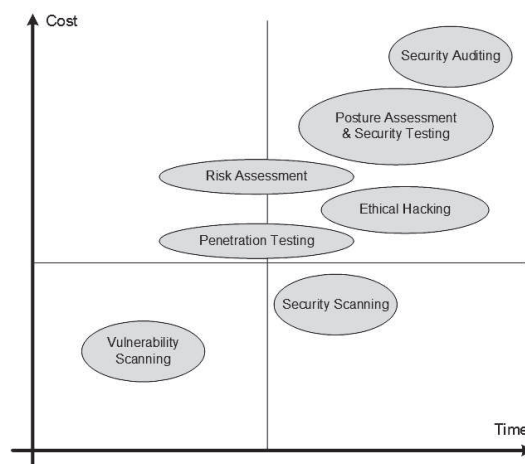 Cost
Security Auditing
Posture Assessment
& Security Testing
Risk Assessment
Ethical Hacking
Penetration Testing
Security Scanning
Vulnerability
Scanning
Time